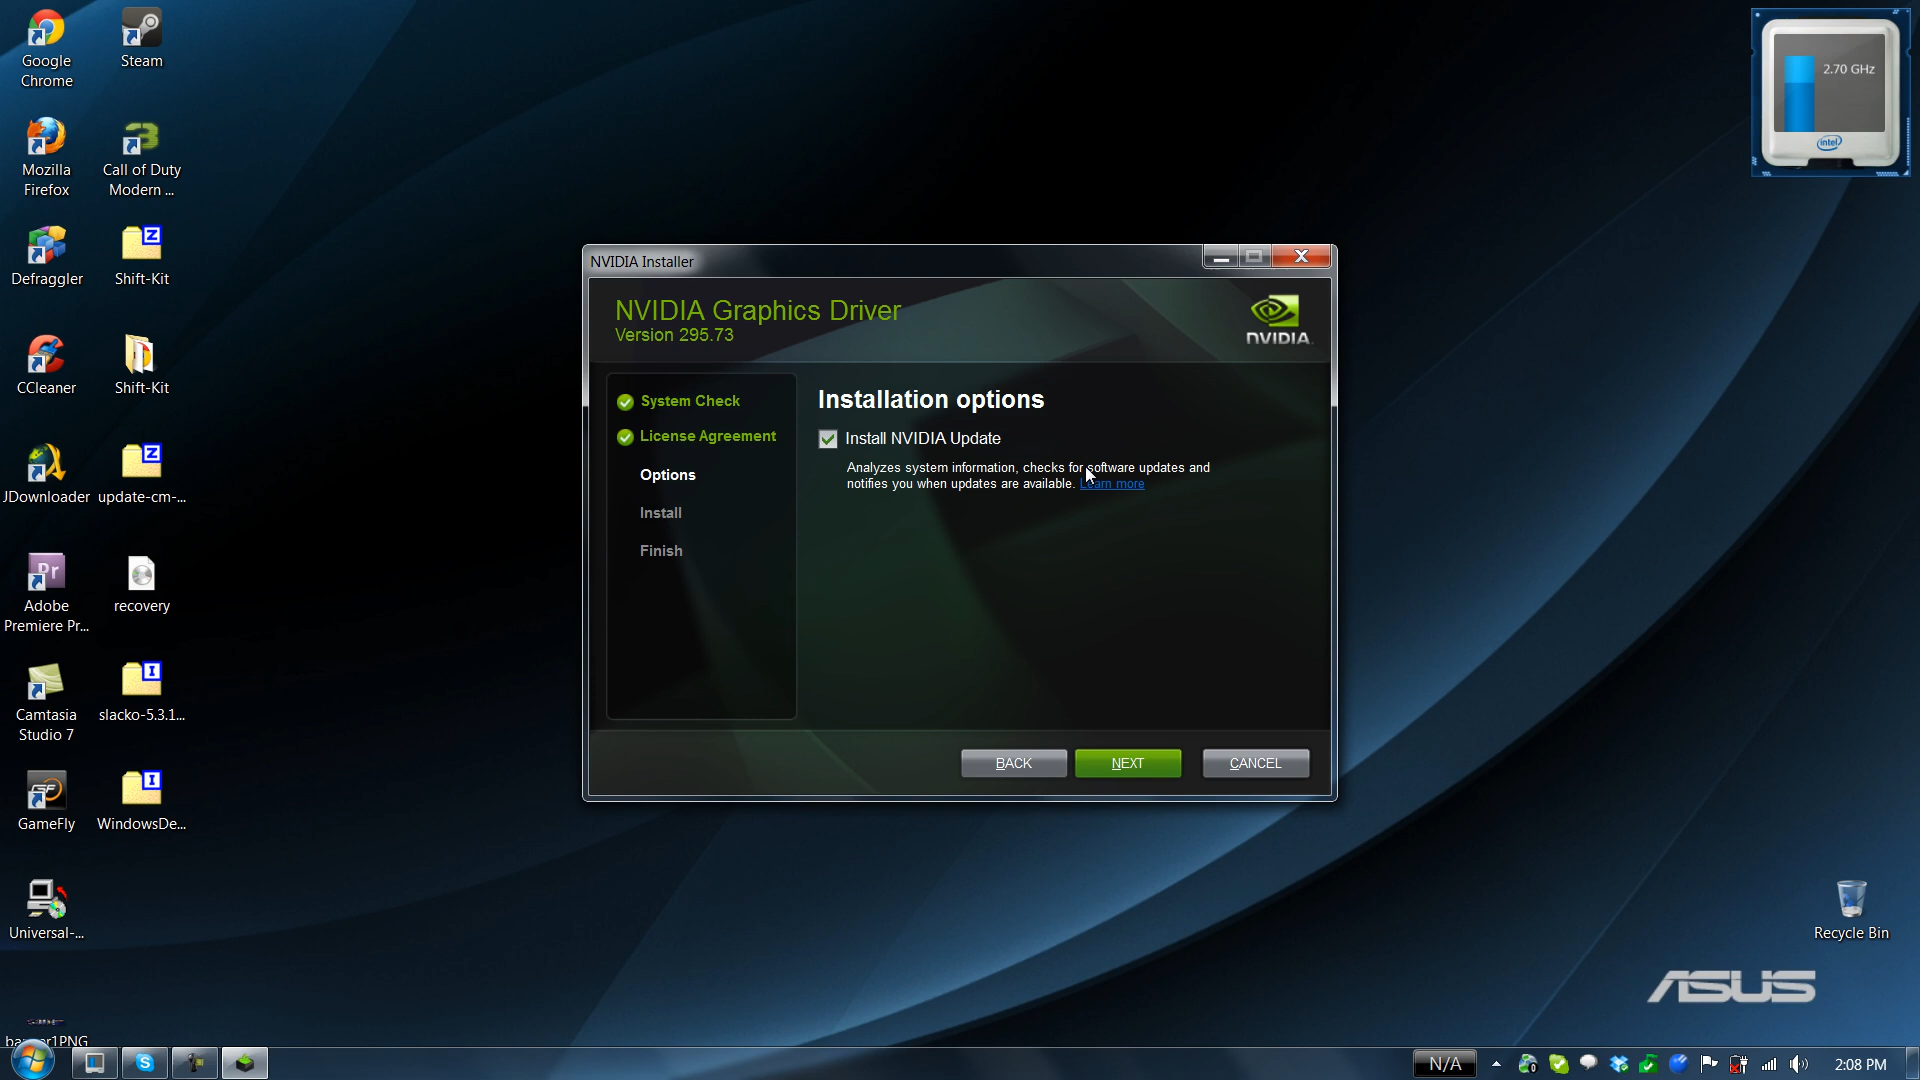 Google
Chrome
Steam
Mozilla
Firefox
Call of Duty
Modern ...
Defraggler
Shift-Kit
CCleaner
Shift-Kit
JDownloader
update-cm-...
Adobe
Premiere Pr...
recovery
Camtasia
Studio 7
slacko-5.3.1...
GameFly
WindowsDe...
Universal-...
2.70 GHz
intel
NVIDIA Installer
NVIDIA Graphics Driver
Version 295.73
NVIDIA
System Check
License Agreement
Options
Install
Finish
Installation options
Install NVIDIA Update
Analyzes system information, checks for software updates and
notifies you when updates are available. Learn more
BACK
NEXT
CANCEL
Recycle Bin
ASUS
N/A
2:08 PM